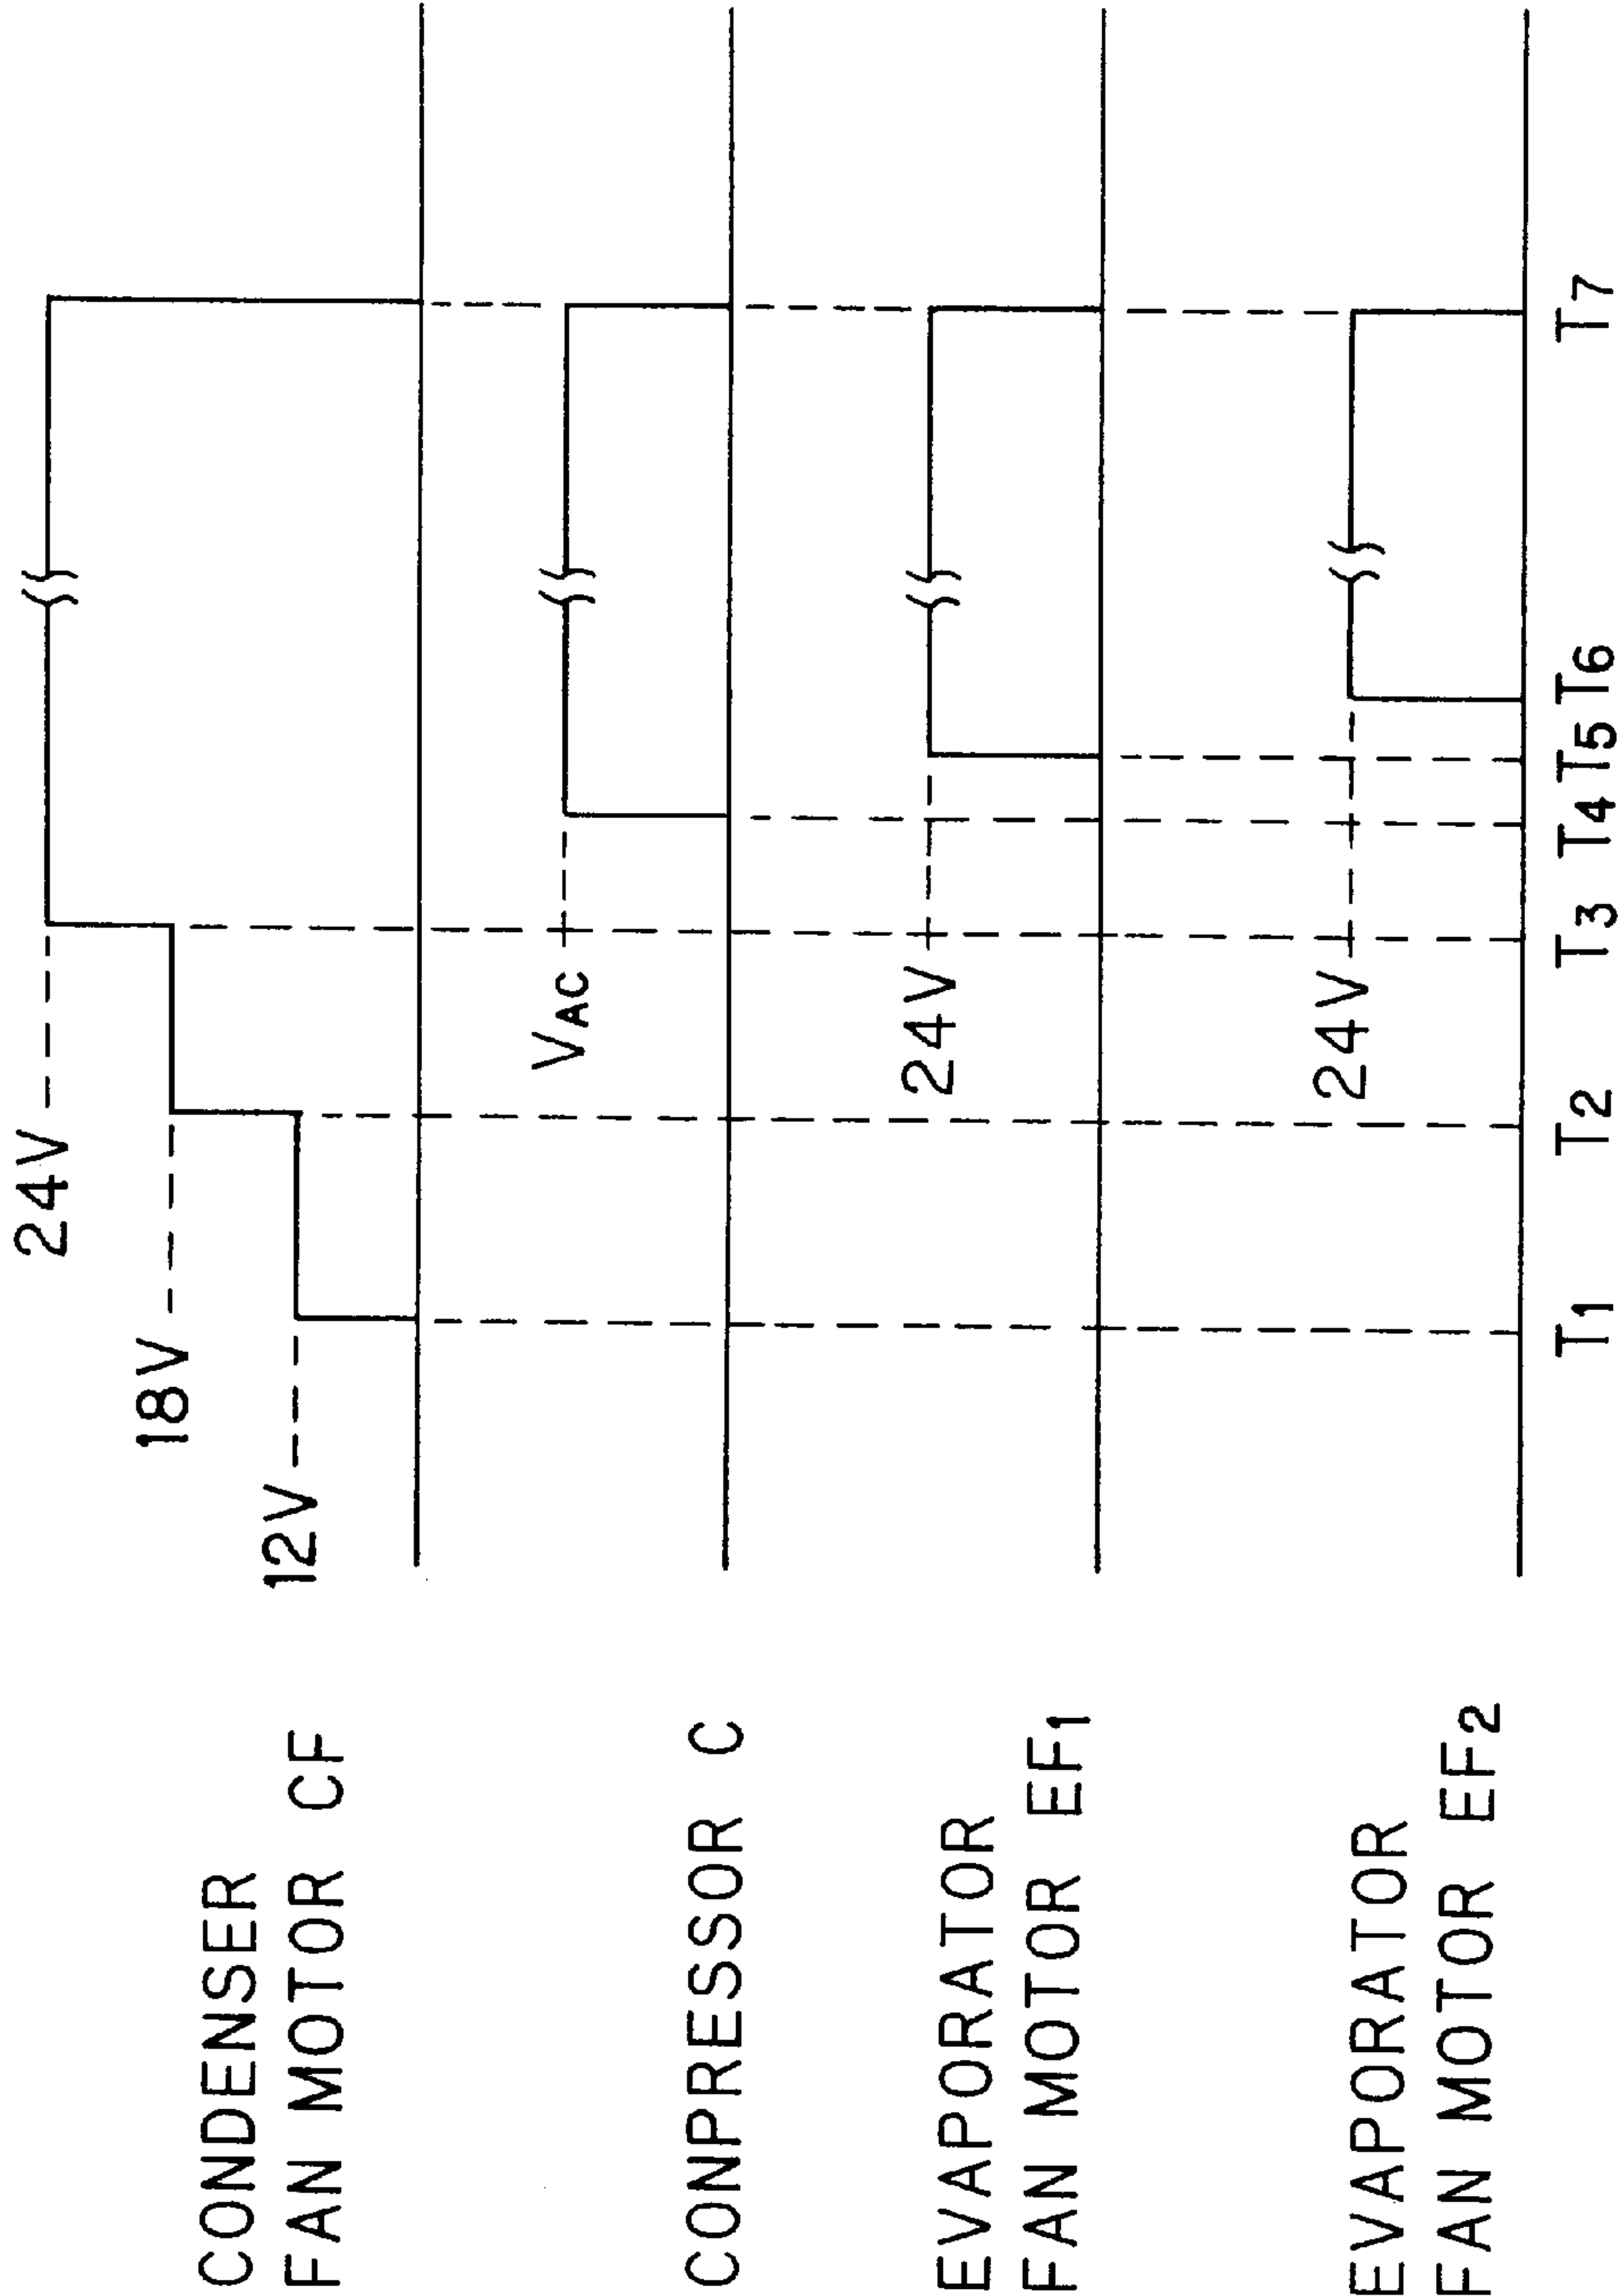 CONDENSER
FAN MOTOR CF
24V
18V
12V
CONPRESSOR C
VAC
EVAPORATOR
FAN MOTOR EF1
24V
EVAPORATOR
FAN MOTOR EF2
24V
T1 T2 T3 T4 T5 T6 T7